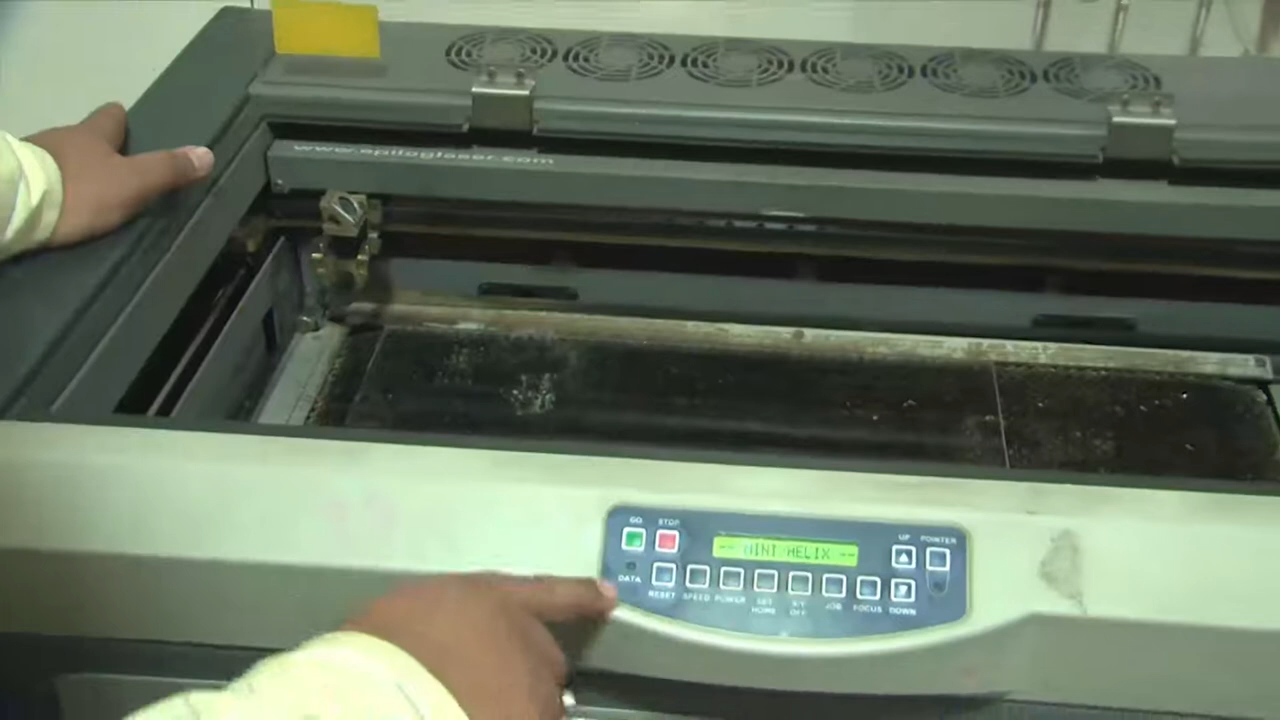 www.epiloglaser.com
GO STOP
-- MINI HELIX --
UP POINTER
DATA
RESET SPEED POWER SET HOME X/Y OFF JOB FOCUS DOWN